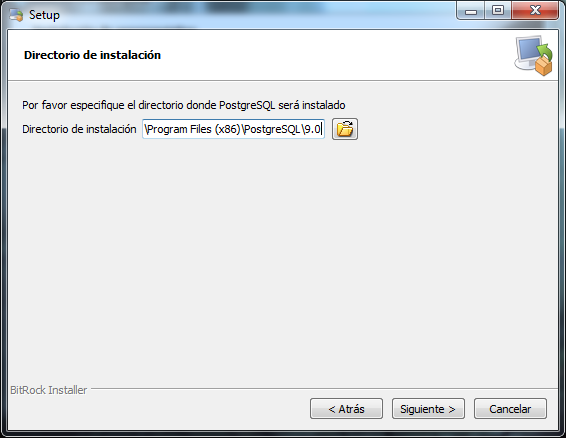 Setup
Directorio de instalación
Por favor especifique el directorio donde PostgreSQL será instalado
Directorio de instalación \Program Files (x86)\PostgreSQL\9.0
BitRock Installer
< Atrás Siguiente > Cancelar